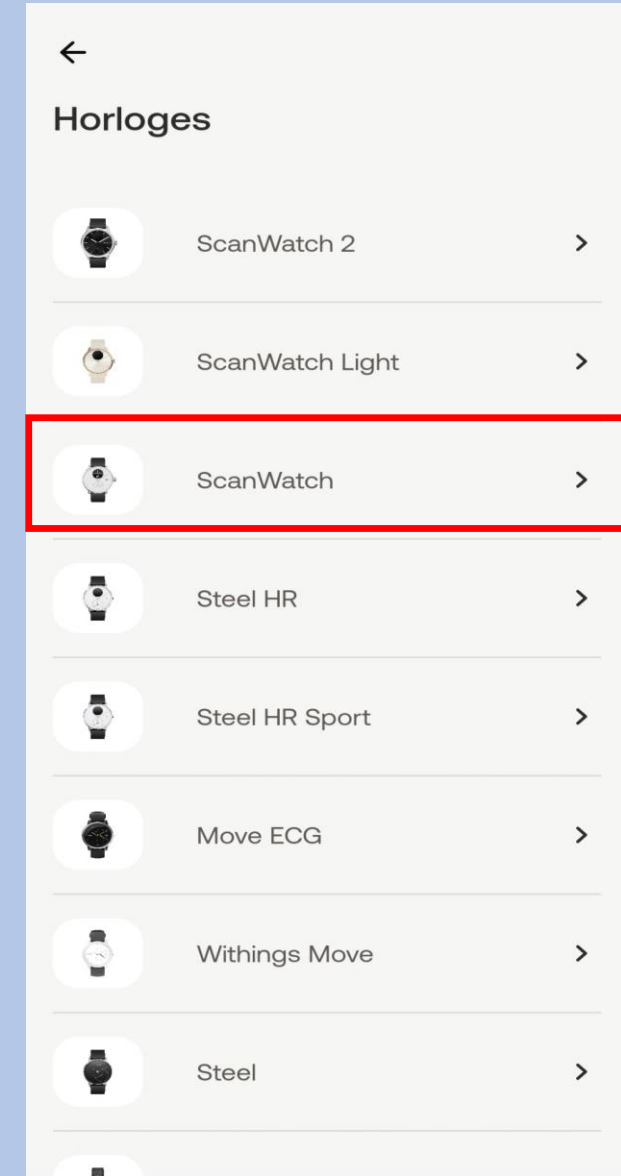 Horloges
ScanWatch 2
ScanWatch Light
ScanWatch
Steel HR
Steel HR Sport
Move ECG
Withings Move
Steel